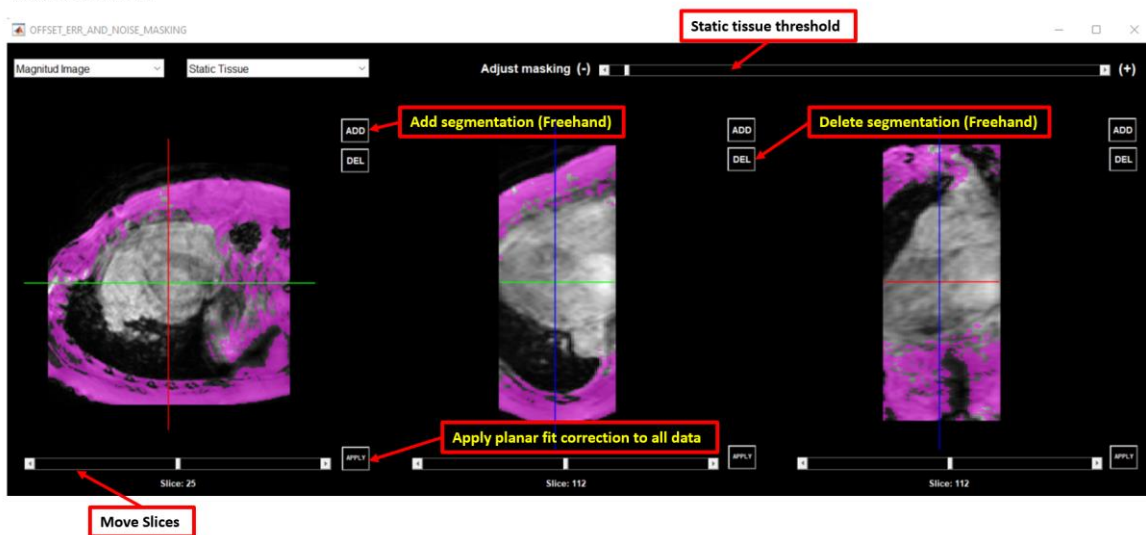 OFFSET_ERR_AND_NOISE_MASKING
Static tissue threshold
Magnitud Image
Static Tissue
Adjust masking (-)
(+)
ADD
Add segmentation (Freehand)
ADD
Delete segmentation (Freehand)
ADD
DEL
DEL
DEL
Apply planar fit correction to all data
APPLY
APPLY
APPLY
Slice: 25
Slice: 112
Slice: 112
Move Slices